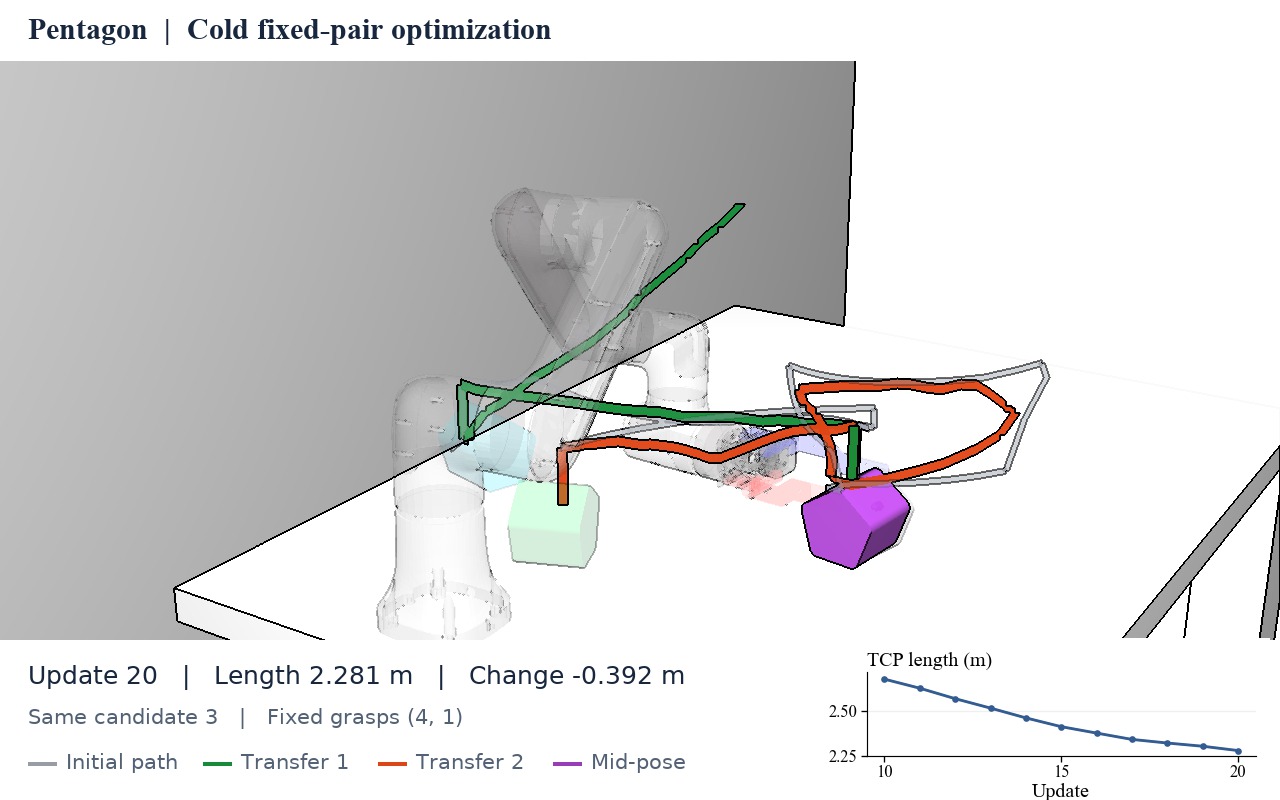 Pentagon | Cold fixed-pair optimization
Update 20 | Length 2.281 m | Change -0.392 m
Same candidate 3 | Fixed grasps (4, 1)
Initial path Transfer 1 Transfer 2 Mid-pose
TCP length (m)
2.50
2.25
10 15 20
Update